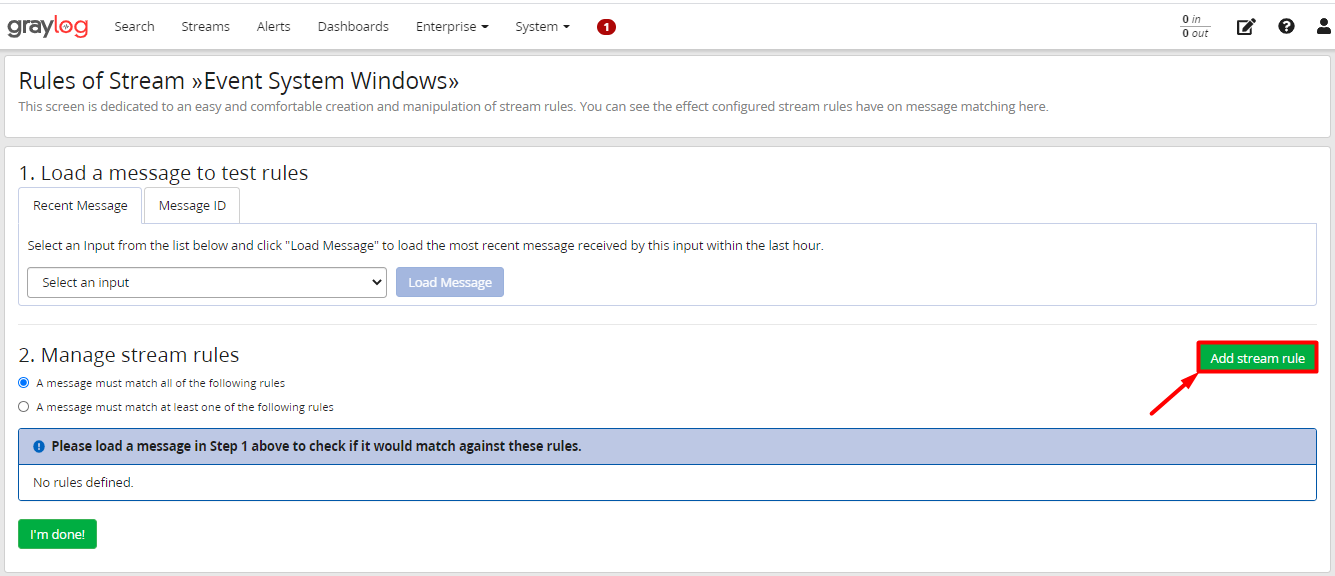 graylog
Search Streams Alerts Dashboards Enterprise System 1
0 in
0 out
Rules of Stream »Event System Windows»
This screen is dedicated to an easy and comfortable creation and manipulation of stream rules. You can see the effect configured stream rules have on message matching here.
1. Load a message to test rules
Recent Message Message ID
Select an Input from the list below and click "Load Message" to load the most recent message received by this input within the last hour.
Select an input Load Message
2. Manage stream rules
Add stream rule
A message must match all of the following rules
A message must match at least one of the following rules
Please load a message in Step 1 above to check if it would match against these rules.
No rules defined.
I'm done!